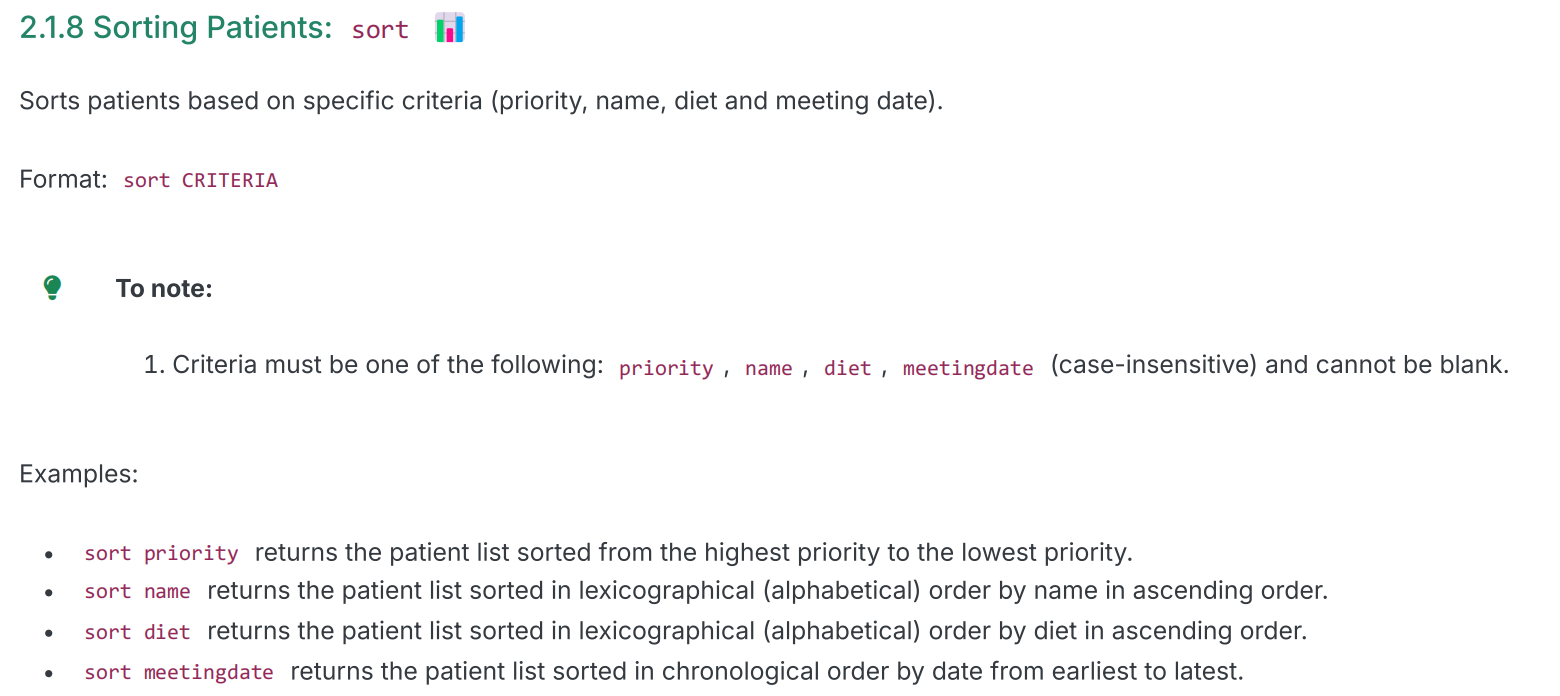 2.1.8 Sorting Patients: sort
Sorts patients based on specific criteria (priority, name, diet and meeting date).
Format: sort CRITERIA
To note:
1. Criteria must be one of the following: priority , name , diet , meetingdate (case-insensitive) and cannot be blank.
Examples:
• sort priority returns the patient list sorted from the highest priority to the lowest priority.
• sort name returns the patient list sorted in lexicographical (alphabetical) order by name in ascending order.
• sort diet returns the patient list sorted in lexicographical (alphabetical) order by diet in ascending order.
• sort meetingdate returns the patient list sorted in chronological order by date from earliest to latest.